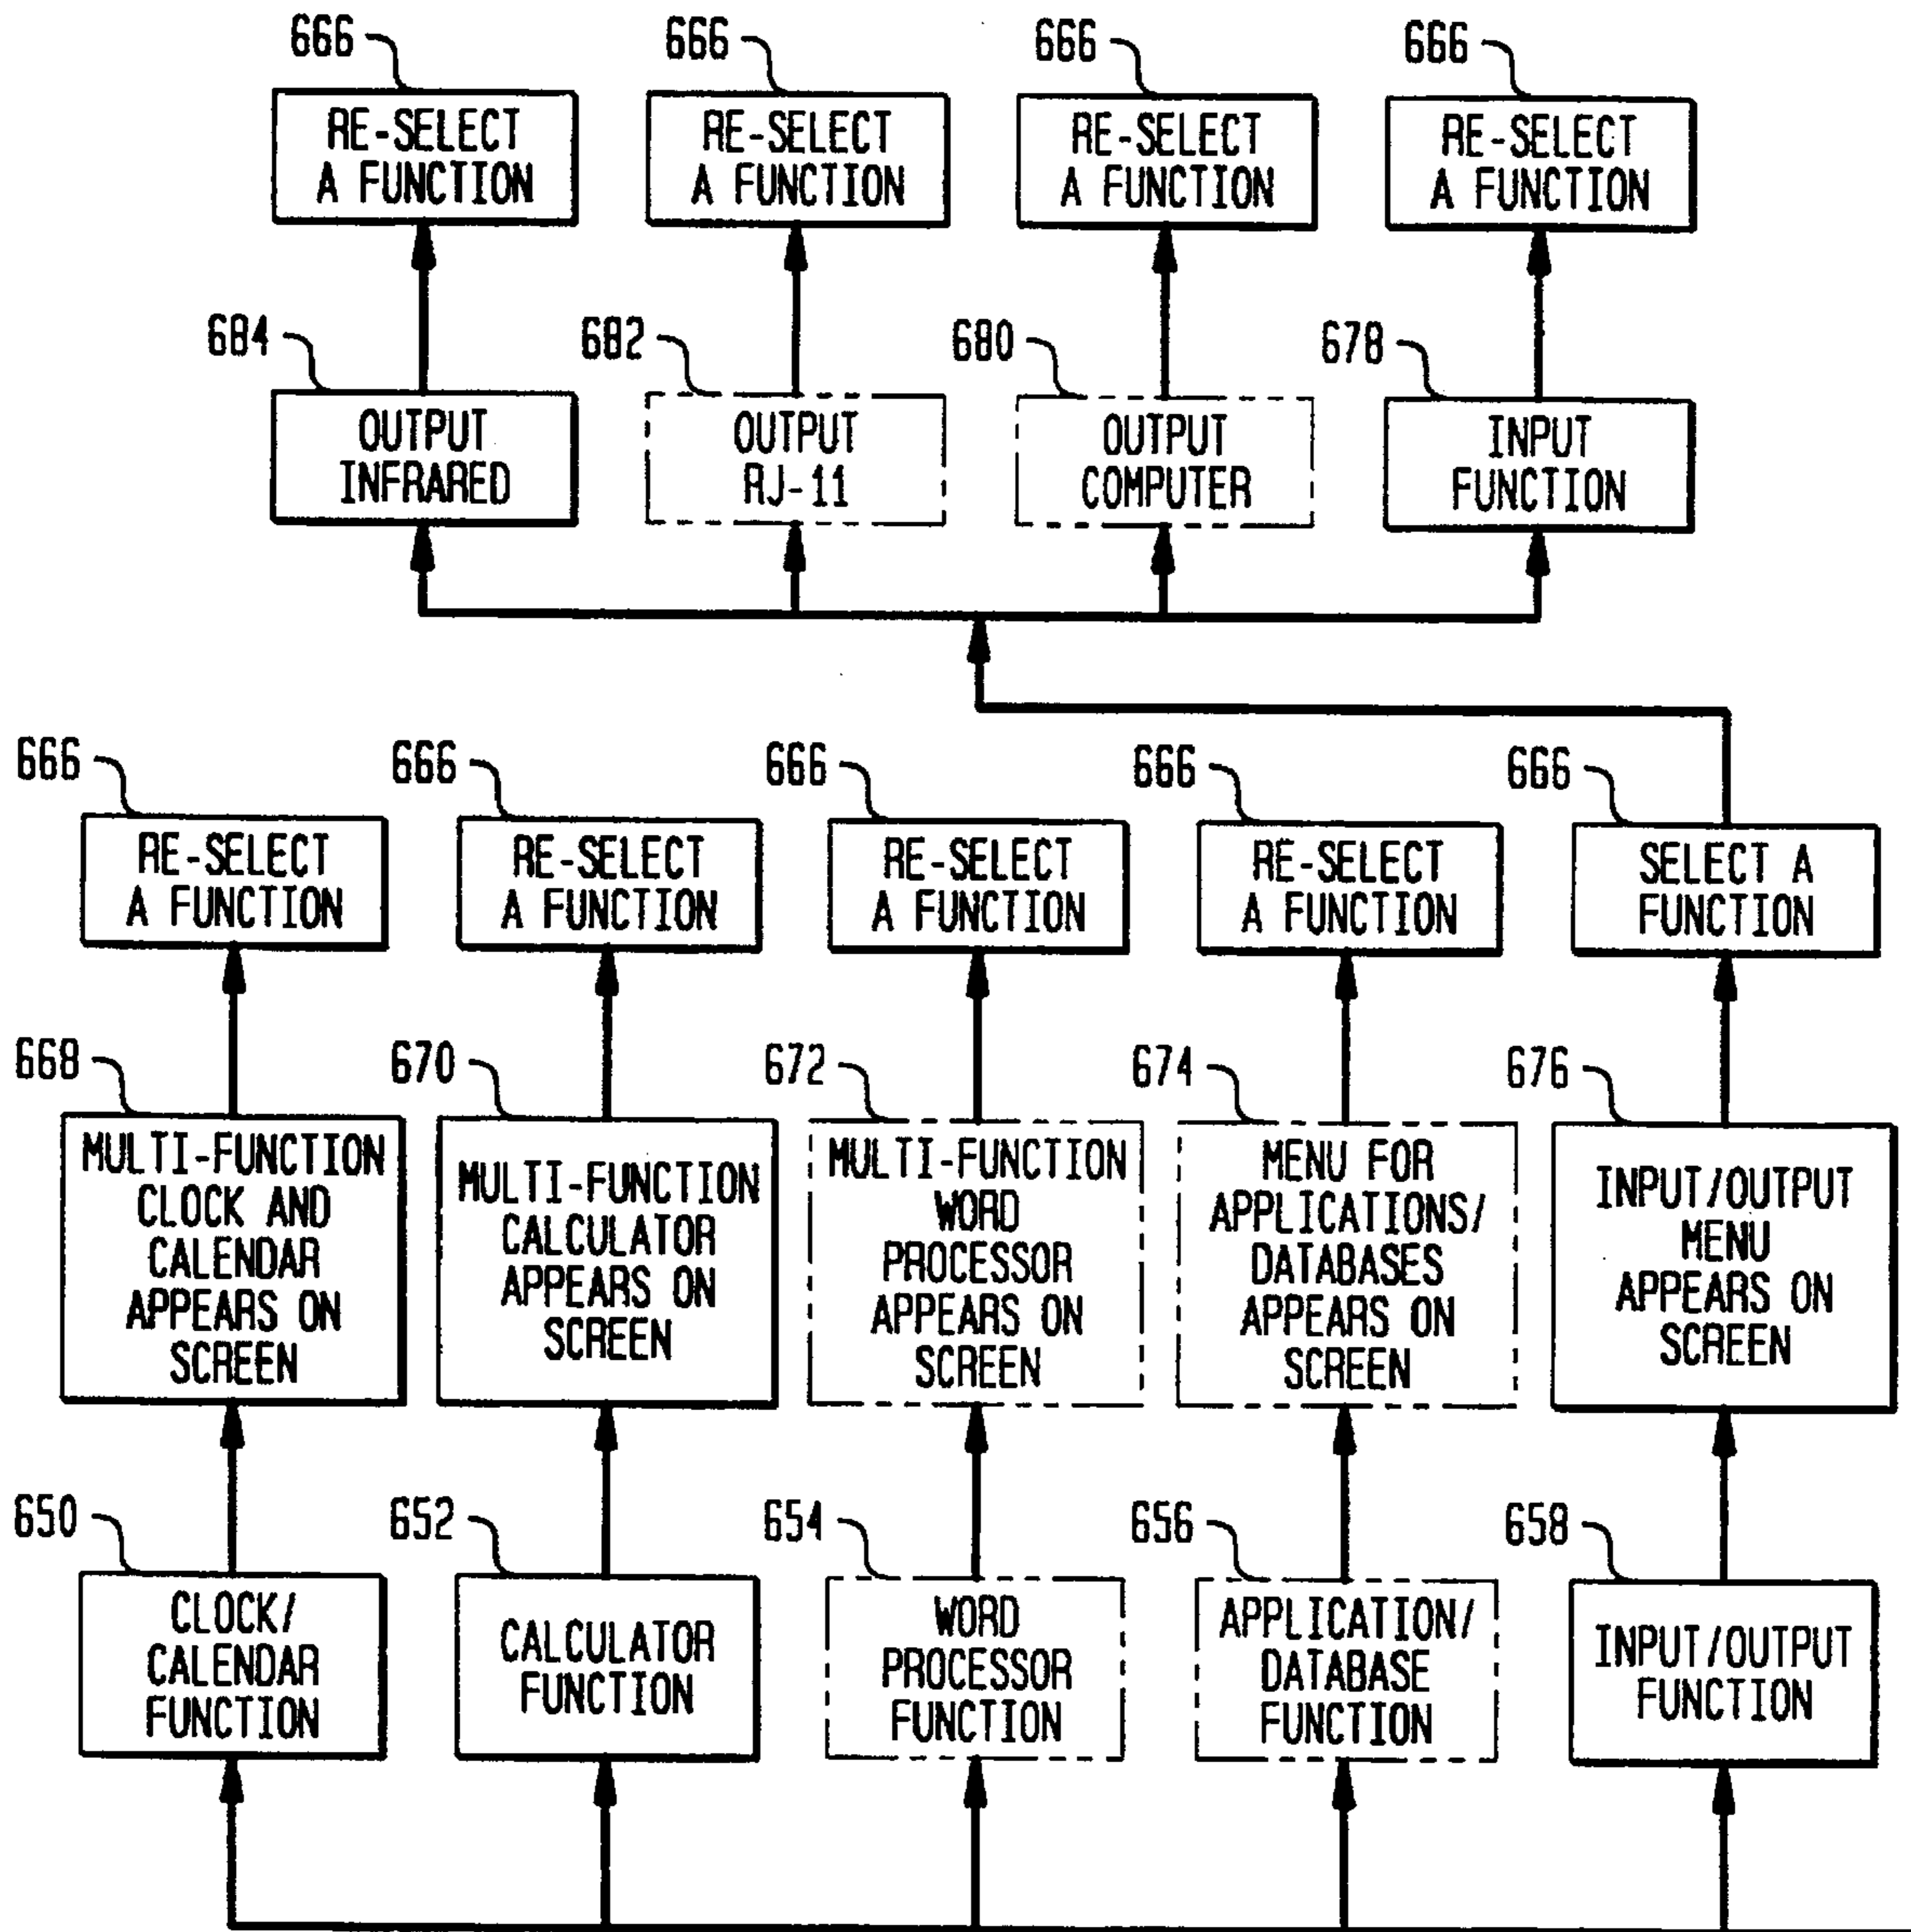 666
666
666
666
RE-SELECT
A FUNCTION
RE-SELECT
A FUNCTION
RE-SELECT
A FUNCTION
RE-SELECT
A FUNCTION
684
682
680
678
OUTPUT
INFRARED
OUTPUT
RJ-11
OUTPUT
COMPUTER
INPUT
FUNCTION
666
666
666
666
666
RE-SELECT
A FUNCTION
RE-SELECT
A FUNCTION
RE-SELECT
A FUNCTION
RE-SELECT
A FUNCTION
SELECT A
FUNCTION
668
670
672
674
676
MULTI-FUNCTION
CLOCK AND
CALENDAR
APPEARS ON
SCREEN
MULTI-FUNCTION
CALCULATOR
APPEARS ON
SCREEN
MULTI-FUNCTION
WORD
PROCESSOR
APPEARS ON
SCREEN
MENU FOR
APPLICATIONS/
DATABASES
APPEARS ON
SCREEN
INPUT/OUTPUT
MENU
APPEARS ON
SCREEN
650
652
654
656
658
CLOCK/
CALENDAR
FUNCTION
CALCULATOR
FUNCTION
WORD
PROCESSOR
FUNCTION
APPLICATION/
DATABASE
FUNCTION
INPUT/OUTPUT
FUNCTION